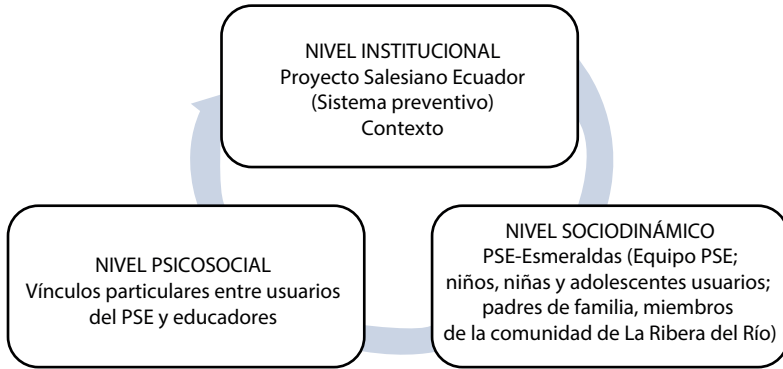 NIVEL INSTITUCIONAL
Proyecto Salesiano Ecuador
(Sistema preventivo)
Contexto
NIVEL PSICOSOCIAL
Vínculos particulares entre usuarios
del PSE y educadores
NIVEL SOCIODINÁMICO
PSE-Esmeraldas (Equipo PSE;
niños, niñas y adolescentes usuarios;
padres de familia, miembros
de la comunidad de La Ribera del Río)